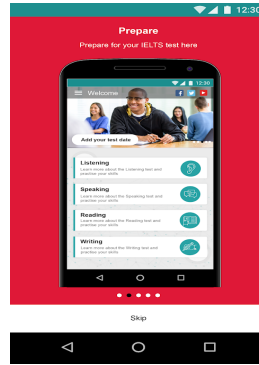 12:30
Prepare
Prepare for your IELTS test here
12:30
Welcome
Add your test date
Listening
Learn more about the Listening test and
practise your skills
Speaking
Learn more about the Speaking test and
practise your skills
Reading
Learn more about the Reading test and
practise your skills
Writing
Learn more about the Writing test and
practise your skills
Skip